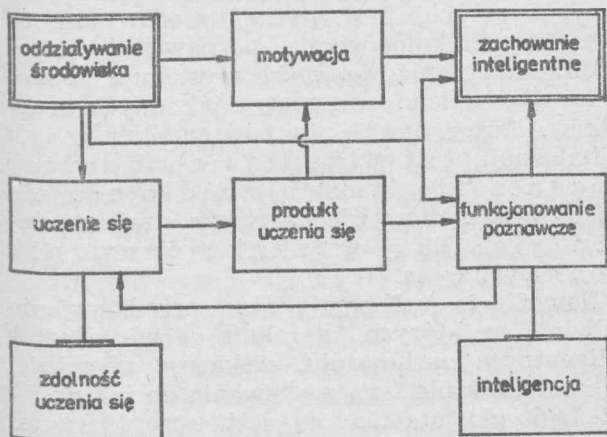 oddziaływanie
środowiska
motywacja
zachowanie
inteligentne
uczenie się
produkt
uczenia się
funkcjonowanie
poznawcze
zdolność
uczenia się
inteligencja